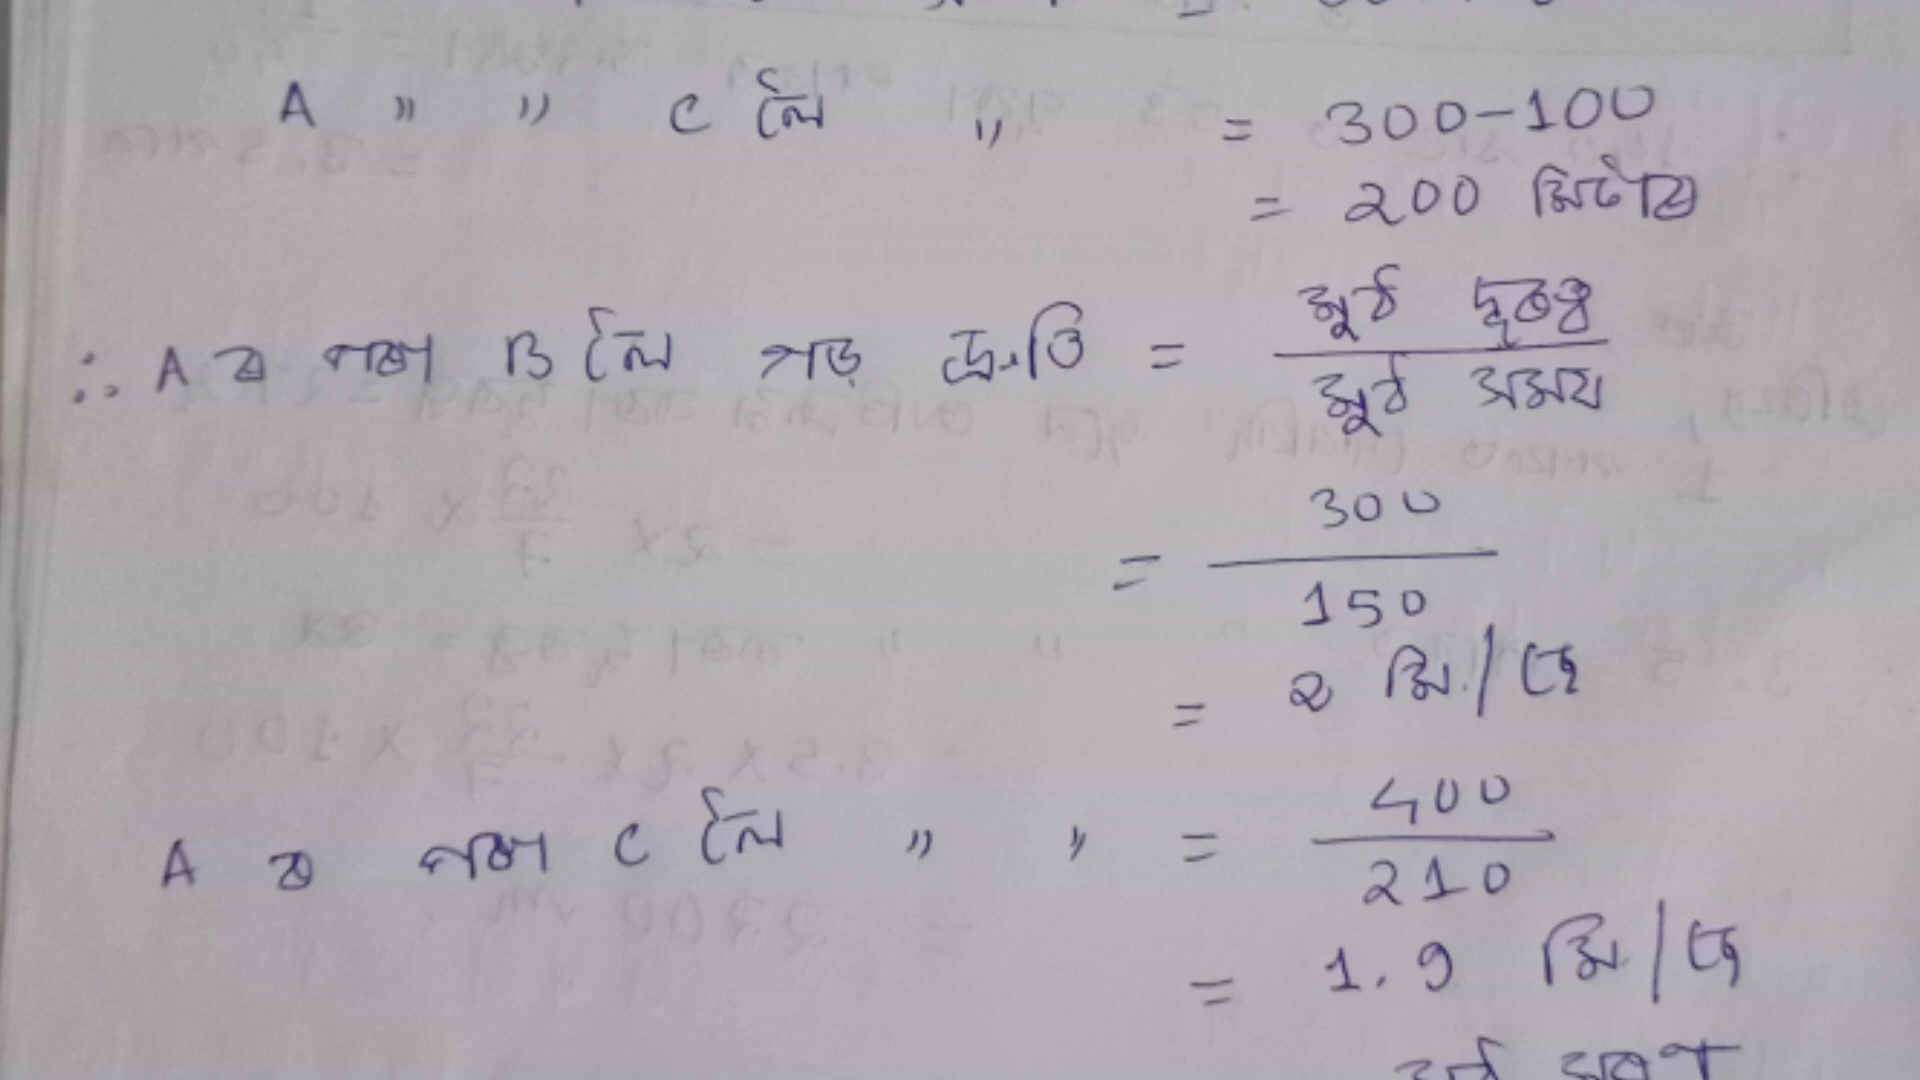 A " " C লৈ " = 300-100
= 200 মিটাৰ
∴ A ৰ পৰা B লৈ গড় দ্ৰুতি = মুঠ দূৰত্ব / মুঠ সময়
= 300 / 150
= 2 মি./ছে
A ৰ পৰা C লৈ " " = 400 / 210
= 1.9 মি/ছে